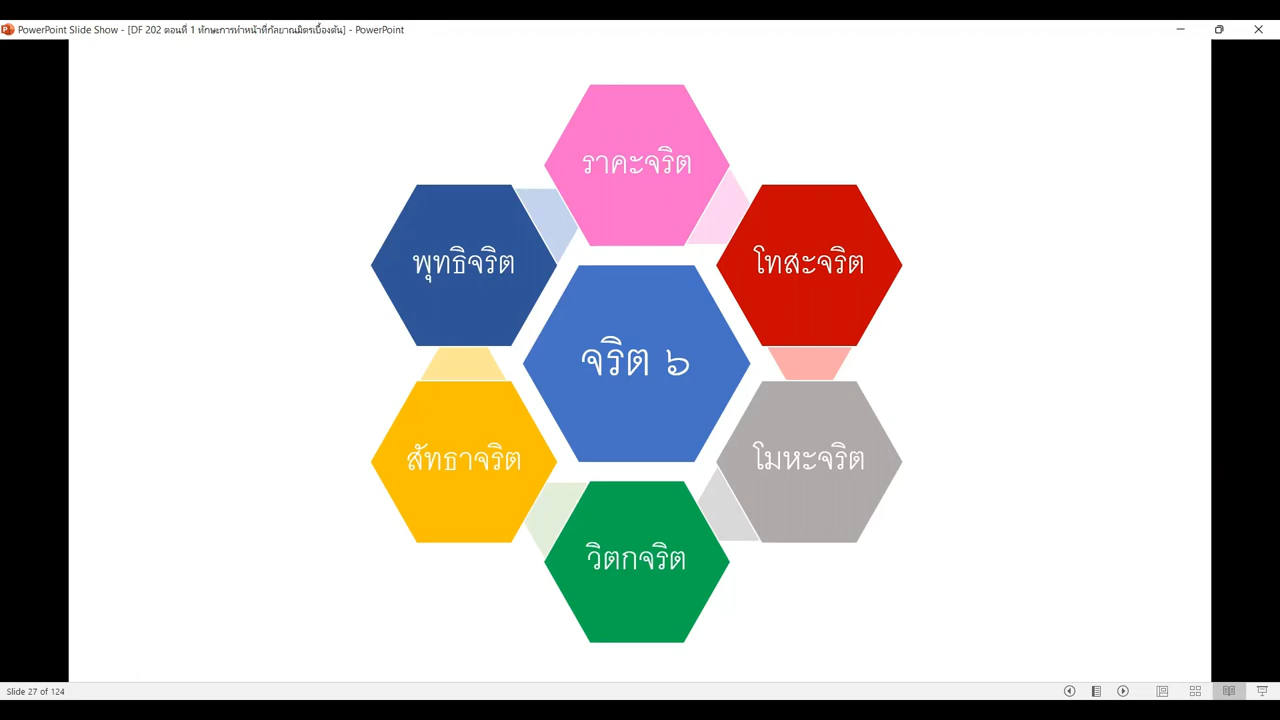 PowerPoint Slide Show - [DF 202 ตอนที่ 1 ทักษะการทำหน้าที่กัลยาณมิตรเบื้องต้น] - PowerPoint
ราคะจริต
พุทธิจริต
โทสะจริต
จริต ๖
สัทธาจริต
โมหะจริต
วิตกจริต
Slide 27 of 124